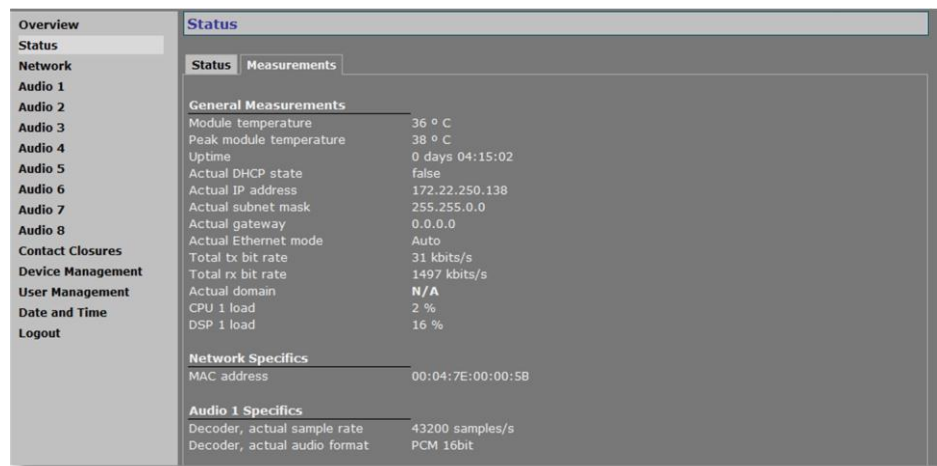 Overview
Status
Network
Audio 1
Audio 2
Audio 3
Audio 4
Audio 5
Audio 6
Audio 7
Audio 8
Contact Closures
Device Management
User Management
Date and Time
Logout
Status
Status Measurements
General Measurements
Module temperature 36 º C
Peak module temperature 38 º C
Uptime 0 days 04:15:02
Actual DHCP state false
Actual IP address 172.22.250.138
Actual subnet mask 255.255.0.0
Actual gateway 0.0.0.0
Actual Ethernet mode Auto
Total tx bit rate 31 kbits/s
Total rx bit rate 1497 kbits/s
Actual domain N/A
CPU 1 load 2 %
DSP 1 load 16 %
Network Specifics
MAC address 00:04:7E:00:00:5B
Audio 1 Specifics
Decoder, actual sample rate 43200 samples/s
Decoder, actual audio format PCM 16bit